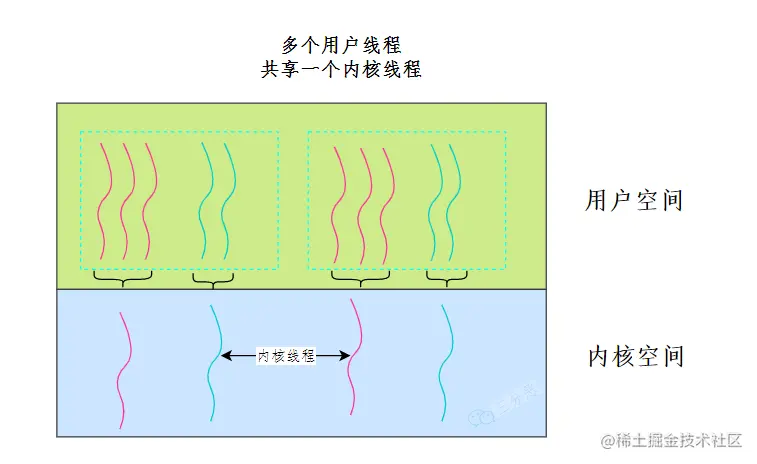 多个用户线程
共享一个内核线程
用户空间
内核线程
内核空间
@稀土掘金技术社区